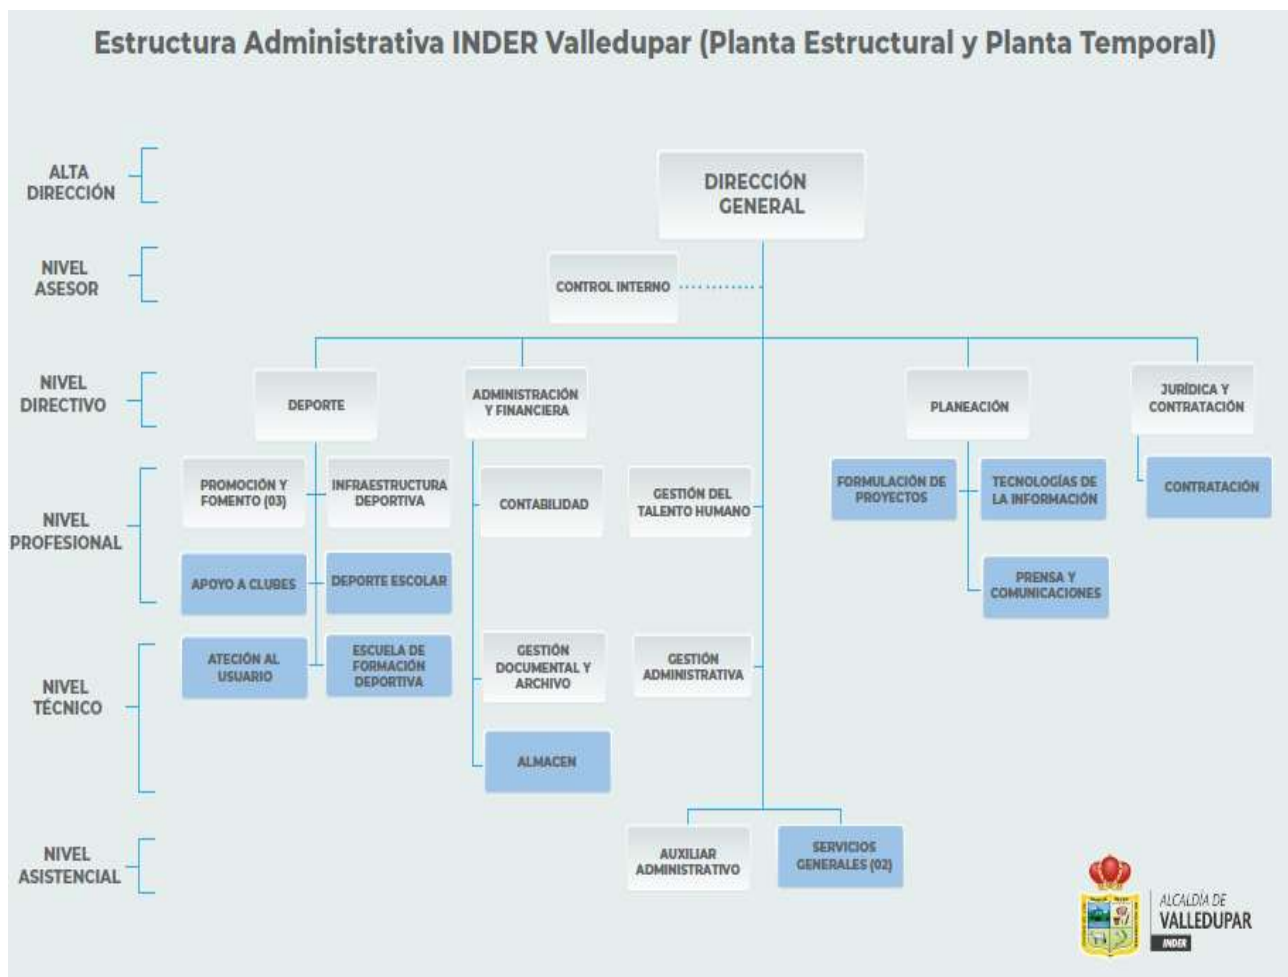 Estructura Administrativa INDER Valledupar (Planta Estructural y Planta Temporal)
ALTA
DIRECCIÓN
DIRECCIÓN
GENERAL
NIVEL
ASESOR
CONTROL INTERNO
NIVEL
DIRECTIVO
DEPORTE
ADMINISTRACIÓN
Y FINANCIERA
PLANEACIÓN
JURÍDICA Y
CONTRATACIÓN
NIVEL
PROFESIONAL
PROMOCIÓN Y
FOMENTO (03)
INFRAESTRUCTURA
DEPORTIVA
CONTABILIDAD
GESTIÓN DEL
TALENTO HUMANO
FORMULACIÓN DE
PROYECTOS
TECNOLOGÍAS DE
LA INFORMACIÓN
CONTRATACIÓN
APOYO A CLUBES
DEPORTE ESCOLAR
PRENSA Y
COMUNICACIONES
NIVEL
TÉCNICO
ATECIÓN AL
USUARIO
ESCUELA DE
FORMACIÓN
DEPORTIVA
GESTIÓN
DOCUMENTAL Y
ARCHIVO
GESTIÓN
ADMINISTRATIVA
ALMACEN
NIVEL
ASISTENCIAL
AUXILIAR
ADMINISTRATIVO
SERVICIOS
GENERALES (02)
ALCALDÍA DE
VALLEDUPAR
INDER